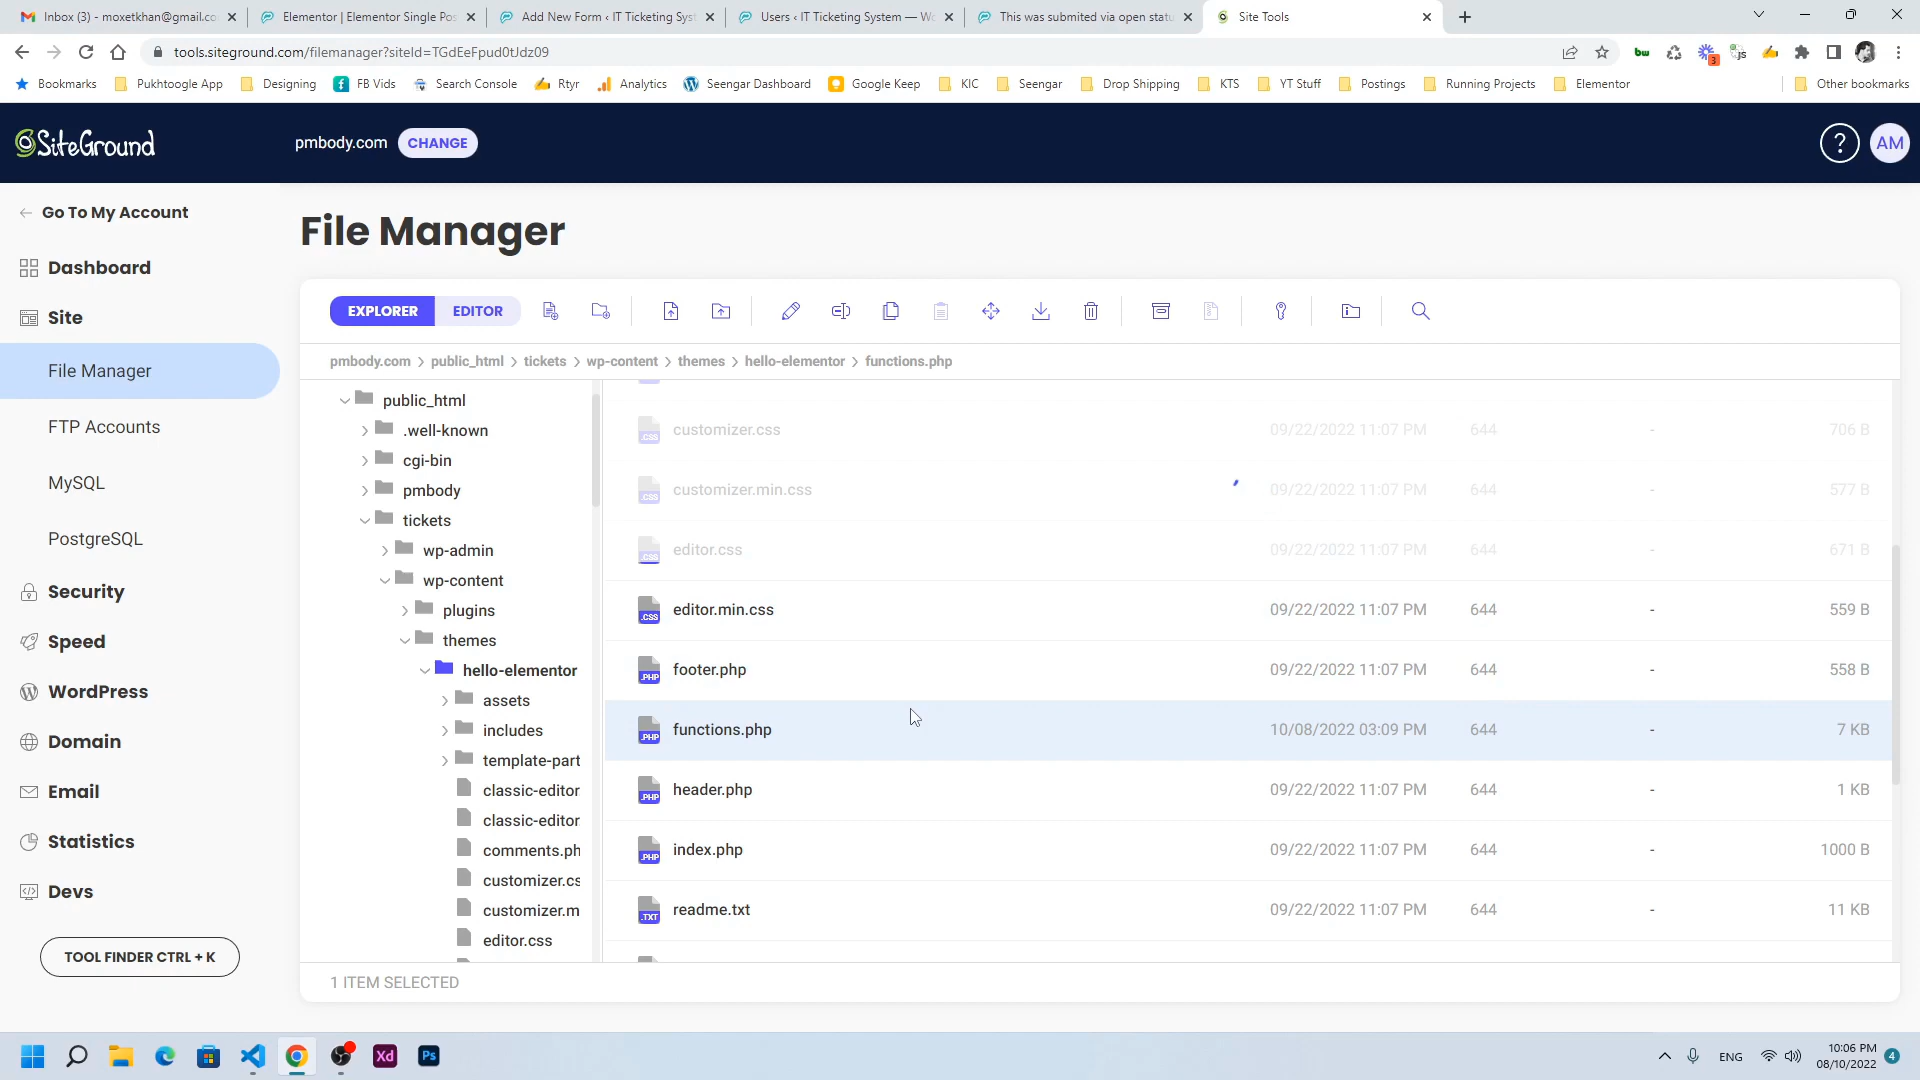 Inbox (3) - moxetkhan@gmail.co
Elementor | Elementor Single Pos
Add New Form ‹ IT Ticketing Syst
Users ‹ IT Ticketing System — Wo
This was submited via open statu
Site Tools
tools.siteground.com/filemanager?siteId=TGdEeFpud0tJdz09
Bookmarks
Pukhtoogle App
Designing
FB Vids
Search Console
Rtyr
Analytics
Seengar Dashboard
Google Keep
KIC
Seengar
Drop Shipping
KTS
YT Stuff
Postings
Running Projects
Elementor
Other bookmarks
SiteGround
pmbody.com
CHANGE
?
AM
Go To My Account
Dashboard
Site
File Manager
FTP Accounts
MySQL
PostgreSQL
Security
Speed
WordPress
Domain
Email
Statistics
Devs
TOOL FINDER CTRL + K
File Manager
EXPLORER
EDITOR
pmbody.com > public_html > tickets > wp-content > themes > hello-elementor > functions.php
public_html
.well-known
cgi-bin
pmbody
tickets
wp-admin
wp-content
plugins
themes
hello-elementor
assets
includes
template-part
classic-editor
classic-editor.
comments.ph
customizer.cs
customizer.m
editor.css
customizer.css 09/22/2022 11:07 PM 644 - 706 B
customizer.min.css 09/22/2022 11:07 PM 644 - 577 B
editor.css 09/22/2022 11:07 PM 644 - 671 B
editor.min.css 09/22/2022 11:07 PM 644 - 559 B
footer.php 09/22/2022 11:07 PM 644 - 558 B
functions.php 10/08/2022 03:09 PM 644 - 7 KB
header.php 09/22/2022 11:07 PM 644 - 1 KB
index.php 09/22/2022 11:07 PM 644 - 1000 B
readme.txt 09/22/2022 11:07 PM 644 - 11 KB
1 ITEM SELECTED
ENG
10:06 PM
08/10/2022
4